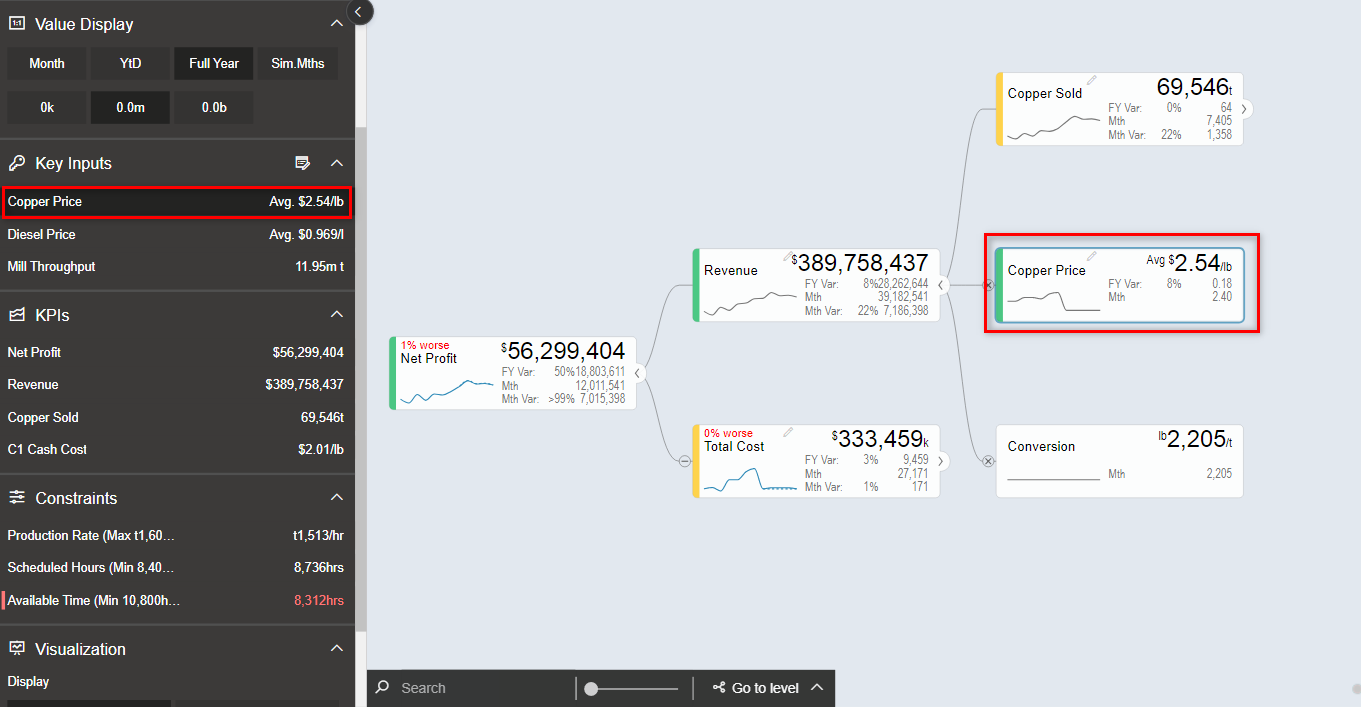 Value Display
Month YtD Full Year Sim.Mths
0k 0.0m 0.0b
Key Inputs
Copper Price Avg. $2.54/lb
Diesel Price Avg. $0.969/l
Mill Throughput 11.95m t
KPIs
Net Profit $56,299,404
Revenue $389,758,437
Copper Sold 69,546t
C1 Cash Cost $2.01/lb
Constraints
Production Rate (Max t1,60... t1,513/hr
Scheduled Hours (Min 8,40... 8,736hrs
Available Time (Min 10,800h... 8,312hrs
Visualization
Display
1% worse
Net Profit $56,299,404
FY Var: 50% 18,803,611
Mth 12,011,541
Mth Var: >99% 7,015,398
Revenue $389,758,437
FY Var: 8% 28,262,644
Mth 39,182,541
Mth Var: 22% 7,186,398
0% worse
Total Cost $333,459k
FY Var: 3% 9,459
Mth 27,171
Mth Var: 1% 171
Copper Sold 69,546t
FY Var: 0% 64
Mth 7,405
Mth Var: 22% 1,358
Copper Price Avg $2.54/lb
FY Var: 8% 0.18
Mth 2.40
Conversion lb2,205/t
Mth 2,205
Search Go to level